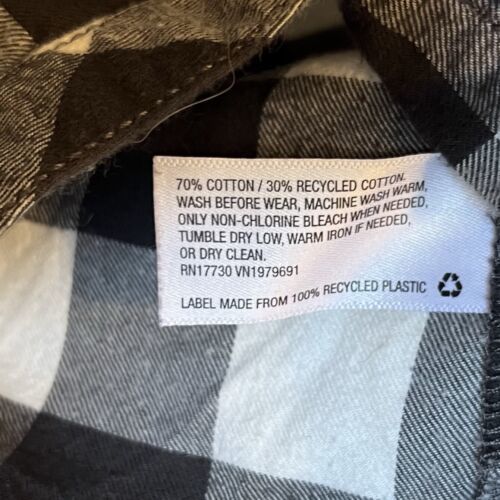 70% COTTON / 30% RECYCLED COTTON.
WASH BEFORE WEAR, MACHINE WASH WARM,
ONLY NON-CHLORINE BLEACH WHEN NEEDED,
TUMBLE DRY LOW, WARM IRON IF NEEDED,
OR DRY CLEAN.
RN17730 VN1979691
LABEL MADE FROM 100% RECYCLED PLASTIC